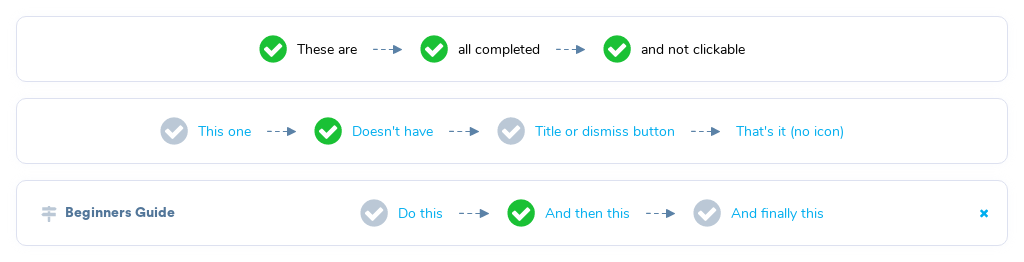 These are all completed and not clickable
This one Doesn't have Title or dismiss button That's it (no icon)
Beginners Guide Do this And then this And finally this